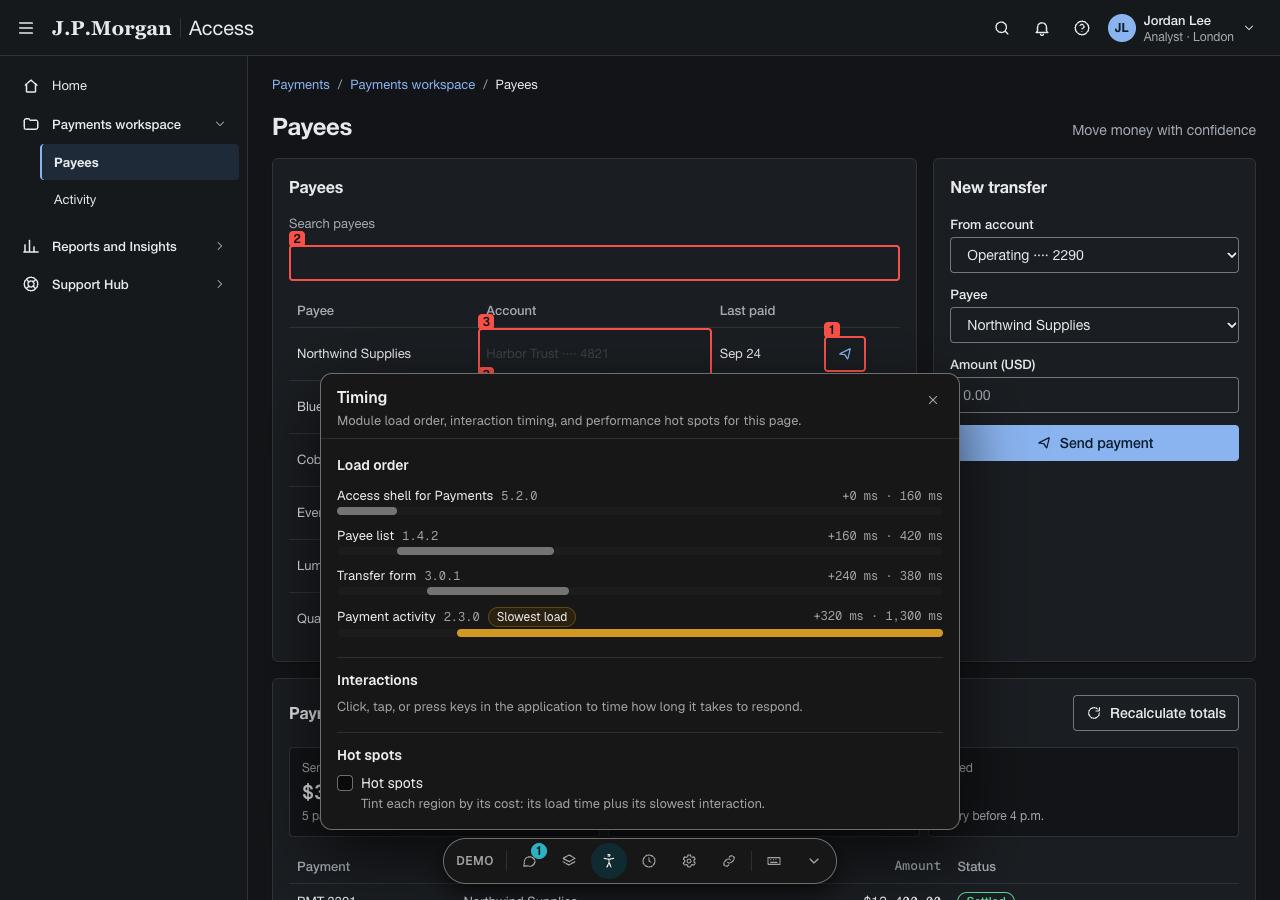 J.P.Morgan Access
JL
Jordan Lee
Analyst · London
Home
Payments workspace
Payees
Activity
Reports and Insights
Support Hub
Payments / Payments workspace / Payees
Payees
Move money with confidence
Payees
Search payees
2
Payee Account Last paid
3
1
Northwind Supplies Harbor Trust ···· 4821 Sep 24
New transfer
From account
Operating ···· 2290
Payee
Northwind Supplies
Amount (USD)
0.00
Send payment
Timing
Module load order, interaction timing, and performance hot spots for this page.
Load order
Access shell for Payments 5.2.0 +0 ms · 160 ms
Payee list 1.4.2 +160 ms · 420 ms
Transfer form 3.0.1 +240 ms · 380 ms
Payment activity 2.3.0 Slowest load +320 ms · 1,300 ms
Interactions
Click, tap, or press keys in the application to time how long it takes to respond.
Hot spots
Hot spots
Tint each region by its cost: its load time plus its slowest interaction.
Recalculate totals
before 4 p.m.
DEMO
1
Payment Amount Status
Northwind Supplies
Settled